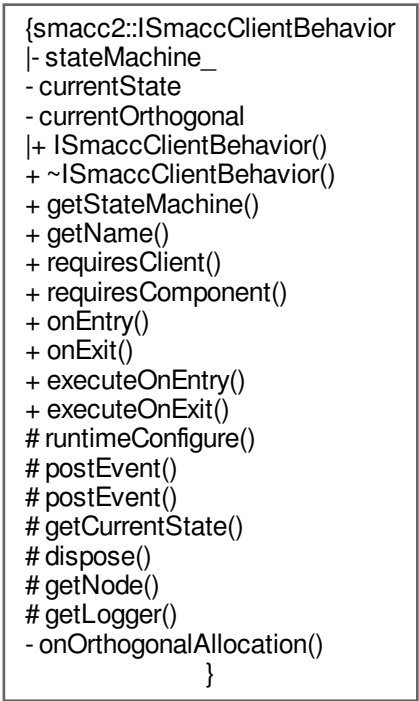 {smacc2::ISmaccClientBehavior
|- stateMachine_
- currentState
- currentOrthogonal
|+ ISmaccClientBehavior()
+ ~ISmaccClientBehavior()
+ getStateMachine()
+ getName()
+ requiresClient()
+ requiresComponent()
+ onEntry()
+ onExit()
+ executeOnEntry()
+ executeOnExit()
# runtimeConfigure()
# postEvent()
# postEvent()
# getCurrentState()
# dispose()
# getNode()
# getLogger()
- onOrthogonalAllocation()
}